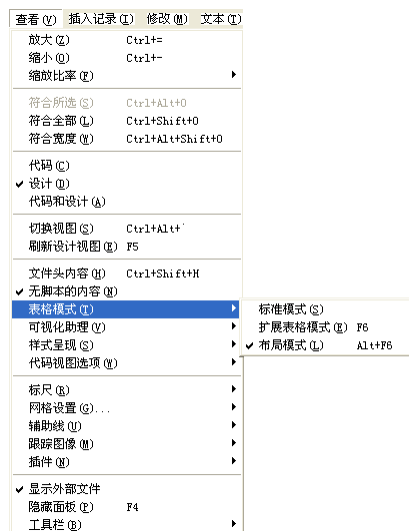 查看(V) 插入记录(I) 修改(M) 文本(T)
放大(Z) Ctrl+=
缩小(O) Ctrl+-
缩放比率(F)
符合所选(S) Ctrl+Alt+0
符合全部(L) Ctrl+Shift+0
符合宽度(W) Ctrl+Alt+Shift+0
代码(C)
设计(D)
代码和设计(A)
切换视图(S) Ctrl+Alt+`
刷新设计视图(E) F5
文件头内容(H) Ctrl+Shift+H
无脚本的内容(N)
表格模式(T) 标准模式(S)
可视化助理(V) 扩展表格模式(E) F6
样式呈现(S) 布局模式(L) Alt+F6
代码视图选项(W)
标尺(R)
网格设置(G)...
辅助线(U)
跟踪图像(M)
插件(N)
显示外部文件
隐藏面板(P) F4
工具栏(B)